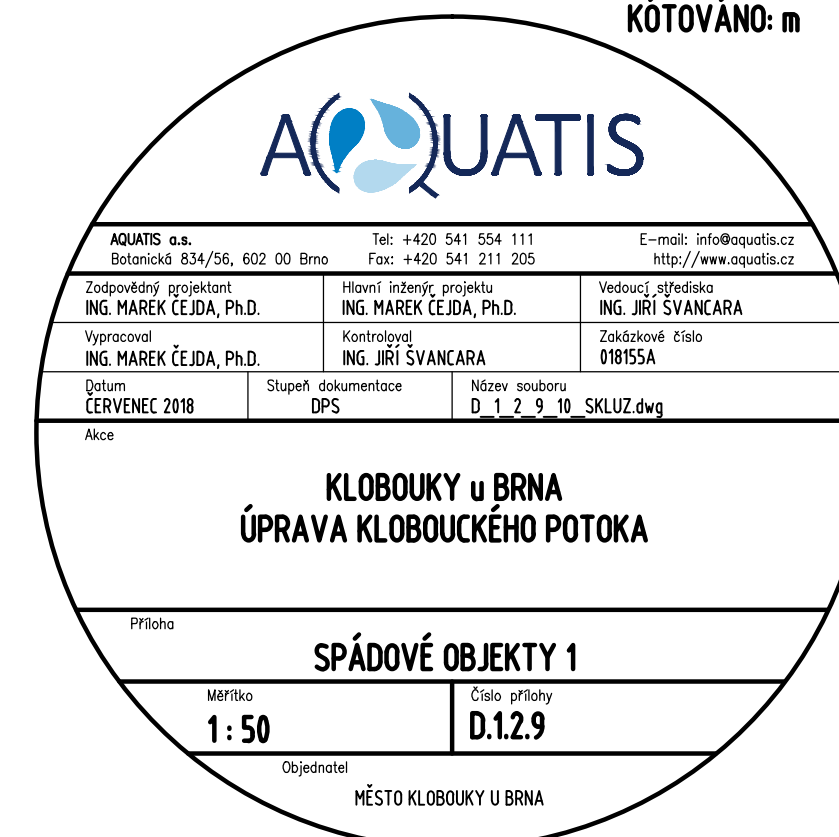 KÓTOVÁNO: m
AQUATIS
AQUATIS a.s. Tel: +420 541 554 111 E-mail: info@aquatis.cz
Botanická 834/56, 602 00 Brno Fax: +420 541 211 205 http://www.aquatis.cz
Zodpovědný projektant Hlavní inženýr projektu Vedoucí střediska
ING. MAREK ČEJDA, Ph.D. ING. MAREK ČEJDA, Ph.D. ING. JIŘÍ ŠVANCARA
Vypracoval Kontroloval Zakázkové číslo
ING. MAREK ČEJDA, Ph.D. ING. JIŘÍ ŠVANCARA 018155A
Datum Stupeň dokumentace Název souboru
ČERVENEC 2018 DPS D_1_2_9_10_SKLUZ.dwg
Akce
KLOBOUKY u BRNA
ÚPRAVA KLOBOUCKÉHO POTOKA
Příloha
SPÁDOVÉ OBJEKTY 1
Měřítko Číslo přílohy
1 : 50 D.1.2.9
Objednatel
MĚSTO KLOBOUKY U BRNA